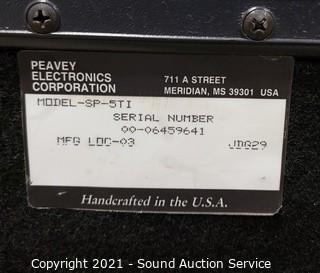 PEAVEY
ELECTRONICS
CORPORATION
711 A STREET
MERIDIAN, MS 39301 USA
MODEL-SP-5TI
SERIAL NUMBER
00-06459641
MFG LOC-03 JDG29
Handcrafted in the U.S.A.
Copyright 2021 - Sound Auction Service